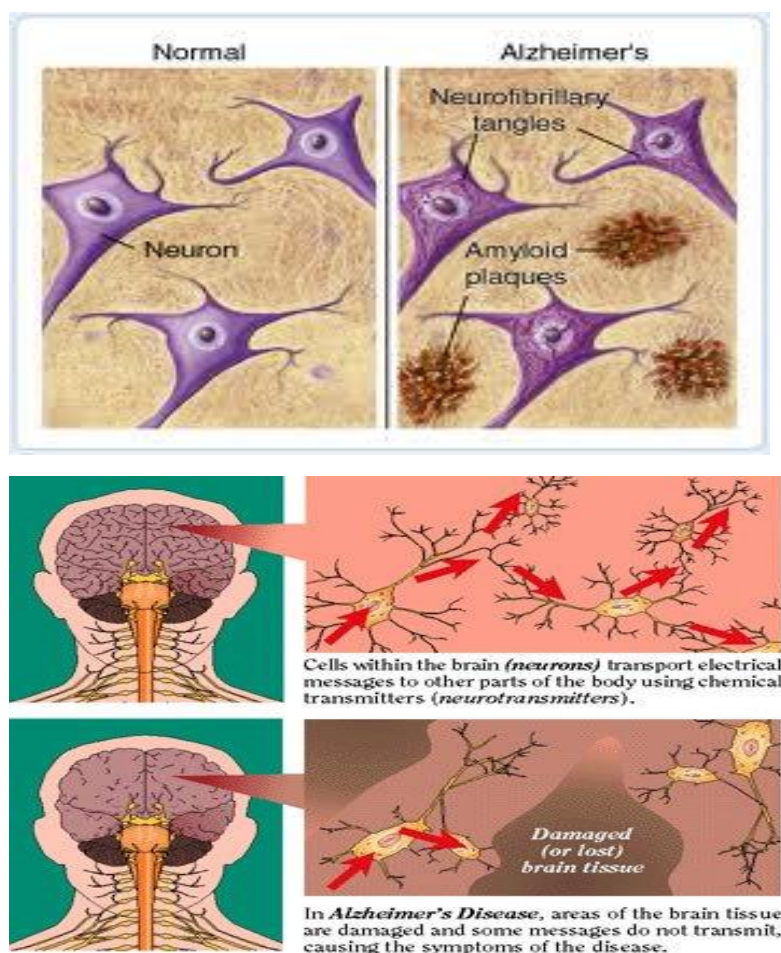 Normal
Alzheimer's
Neurofibrillary
tangles
Neuron
Amyloid
plaques
Cells within the brain (neurons) transport electrical
messages to other parts of the body using chemical
transmitters (neurotransmitters).
Damaged
(or lost)
brain tissue
In Alzheimer's Disease, areas of the brain tissue
are damaged and some messages do not transmit,
causing the symptoms of the disease.